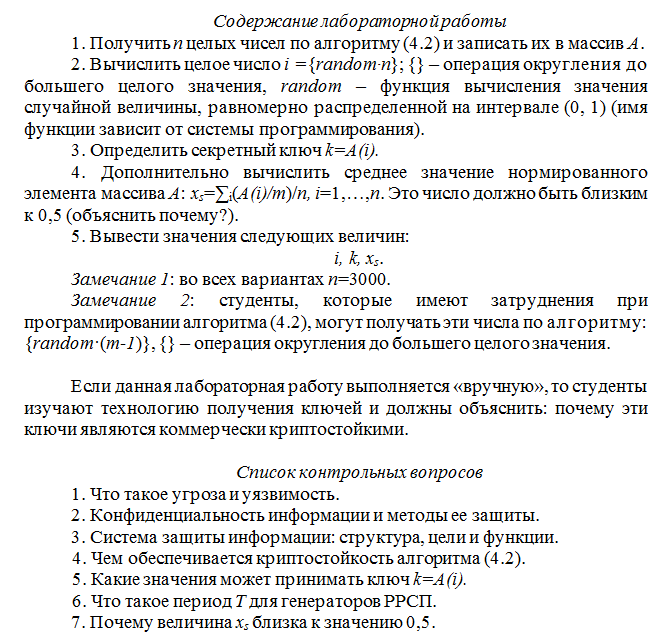 Содержание лабораторной работы
1. Получить n целых чисел по алгоритму (4.2) и записать их в массив A.
2. Вычислить целое число i ={random·n}; {} – операция округления до
большего целого значения, random – функция вычисления значения
случайной величины, равномерно распределенной на интервале (0, 1) (имя
функции зависит от системы программирования).
3. Определить секретный ключ k=A(i).
4. Дополнительно вычислить среднее значение нормированного
элемента массива A: xs=∑i(A(i)/m)/n, i=1,…,n. Это число должно быть близким
к 0,5 (объяснить почему?).
5. Вывести значения следующих величин:
i, k, xs.
Замечание 1: во всех вариантах n=3000.
Замечание 2: студенты, которые имеют затруднения при
программировании алгоритма (4.2), могут получать эти числа по алгоритму:
{random·(m-1)}, {} – операция округления до большего целого значения.
Если данная лабораторная работу выполняется «вручную», то студенты
изучают технологию получения ключей и должны объяснить: почему эти
ключи являются коммерчески криптостойкими.
Список контрольных вопросов
1. Что такое угроза и уязвимость.
2. Конфиденциальность информации и методы ее защиты.
3. Система защиты информации: структура, цели и функции.
4. Чем обеспечивается криптостойкость алгоритма (4.2).
5. Какие значения может принимать ключ k=A(i).
6. Что такое период T для генераторов РРСП.
7. Почему величина xs близка к значению 0,5.